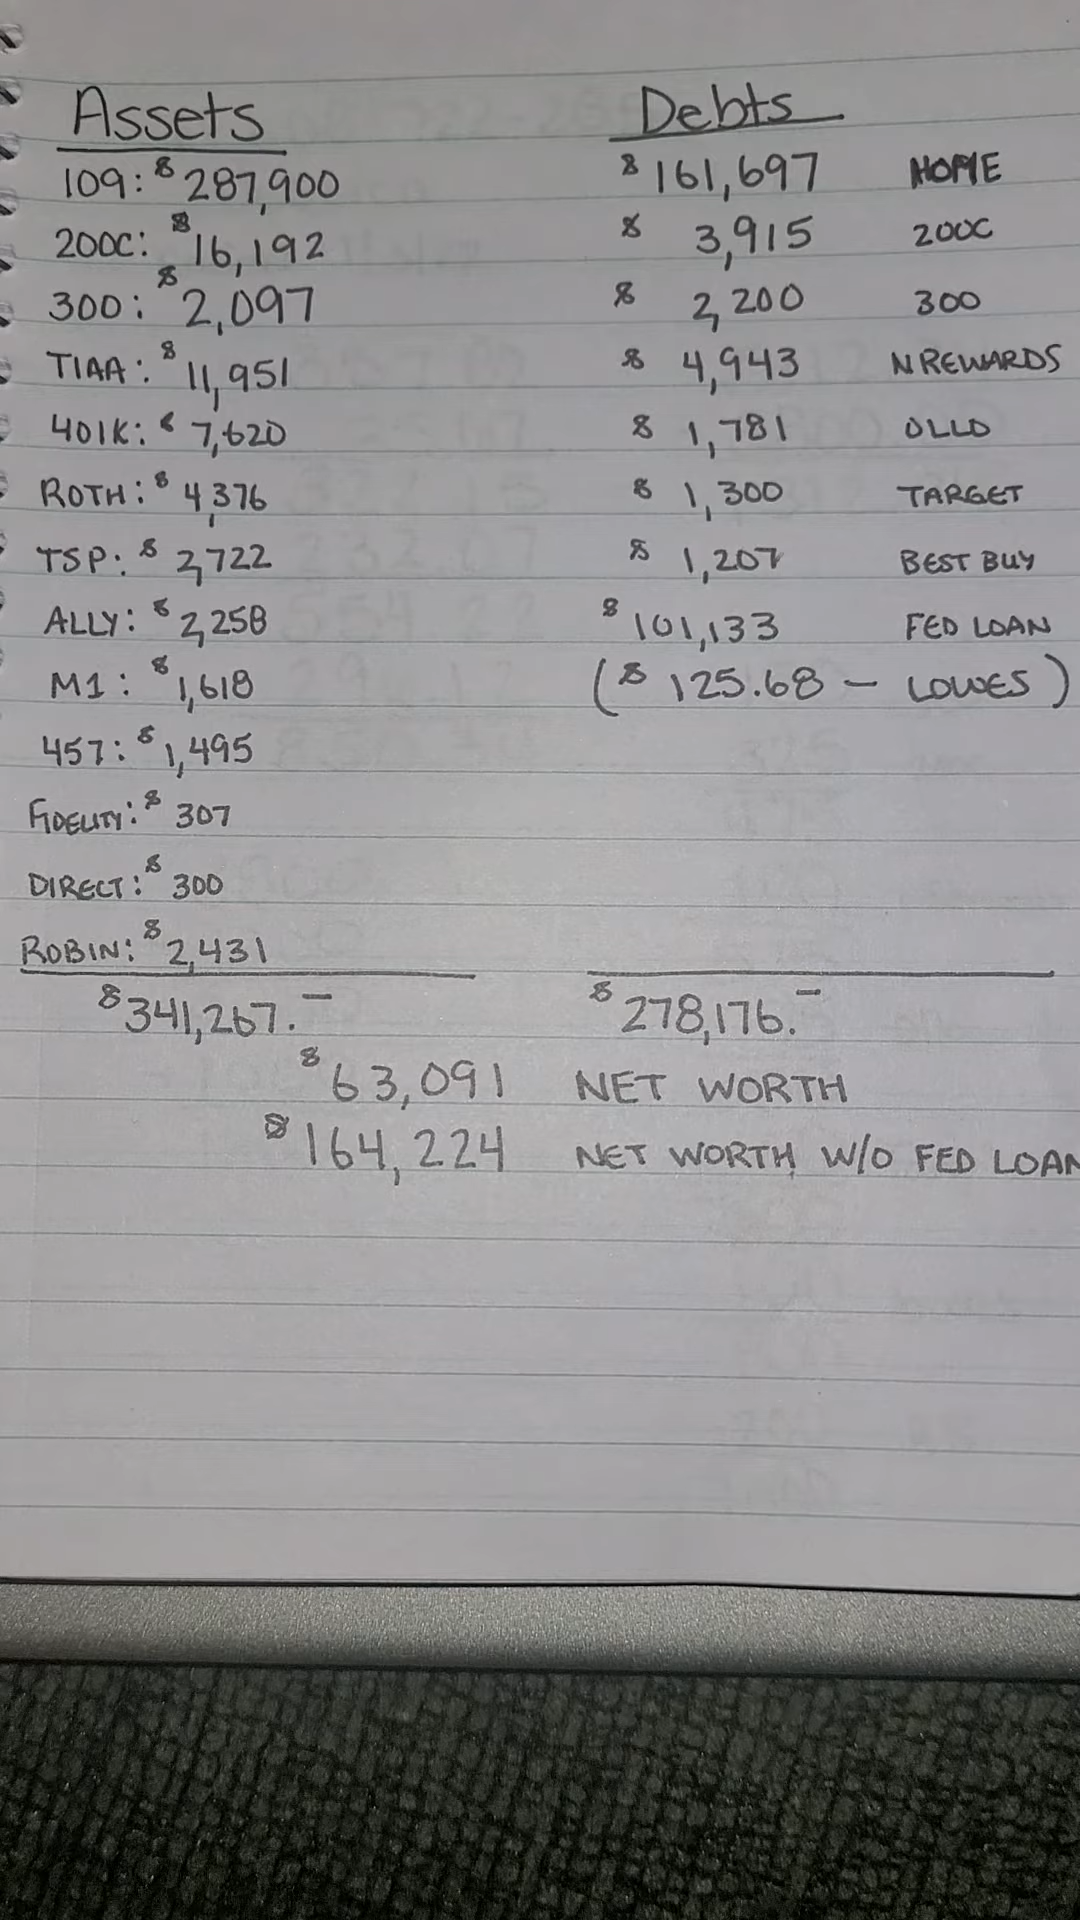 Assets Debts
109: $287,900 $161,697 HOME
200C: $16,192 $3,915 200C
300: $2,097 $2,200 300
TIAA: $11,951 $4,943 N REWARDS
401K: $7,620 $1,781 OLLO
ROTH: $4,376 $1,300 TARGET
TSP: $2,722 $1,207 BEST BUY
ALLY: $2,258 $101,133 FED LOAN
M1: $1,618 ($125.68 - LOWES)
457: $1,495
FIDELITY: $307
DIRECT: $300
ROBIN: $2,431
$341,267.- $278,176.-
$63,091 NET WORTH
$164,224 NET WORTH W/O FED LOAN